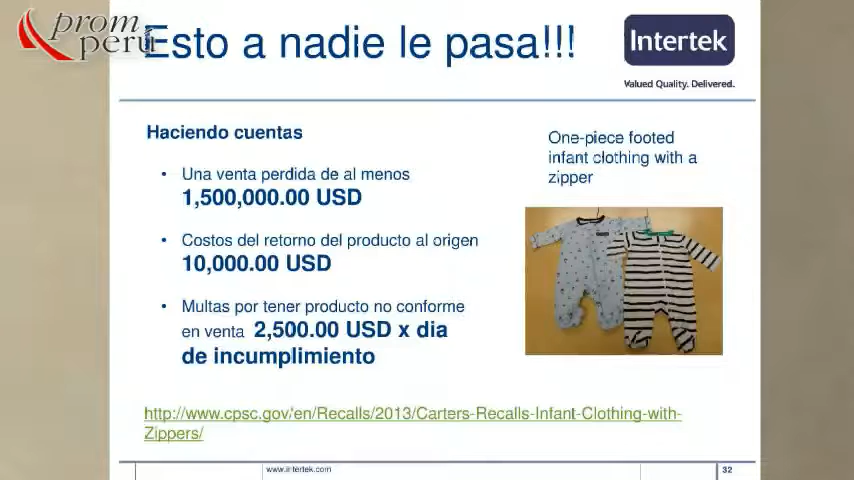 prom
perú
Esto a nadie le pasa!!!
Intertek
Valued Quality. Delivered.
Haciendo cuentas
One-piece footed
infant clothing with a
zipper
• Una venta perdida de al menos
1,500,000.00 USD
• Costos del retorno del producto al origen
10,000.00 USD
• Multas por tener producto no conforme
en venta 2,500.00 USD x dia
de incumplimiento
http://www.cpsc.gov/en/Recalls/2013/Carters-Recalls-Infant-Clothing-with-
Zippers/
www.intertek.com
32